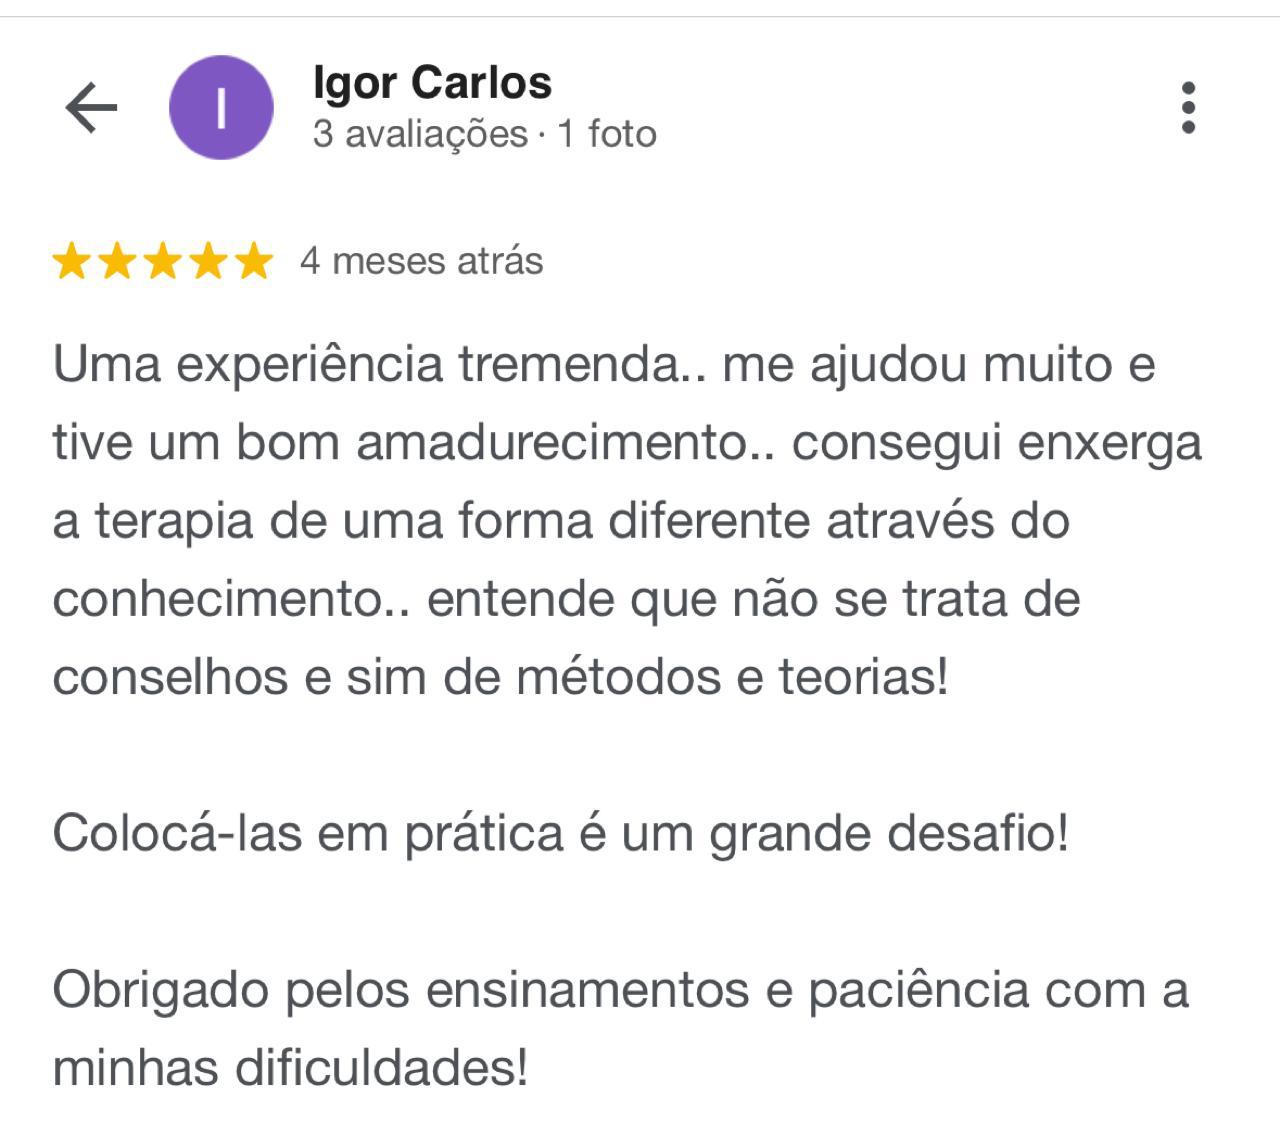 Igor Carlos
I
3 avaliações · 1 foto
4 meses atrás
Uma experiência tremenda.. me ajudou muito e
tive um bom amadurecimento.. consegui enxerga
a terapia de uma forma diferente através do
conhecimento.. entende que não se trata de
conselhos e sim de métodos e teorias!
Colocá-las em prática é um grande desafio!
Obrigado pelos ensinamentos e paciência com a
minhas dificuldades!